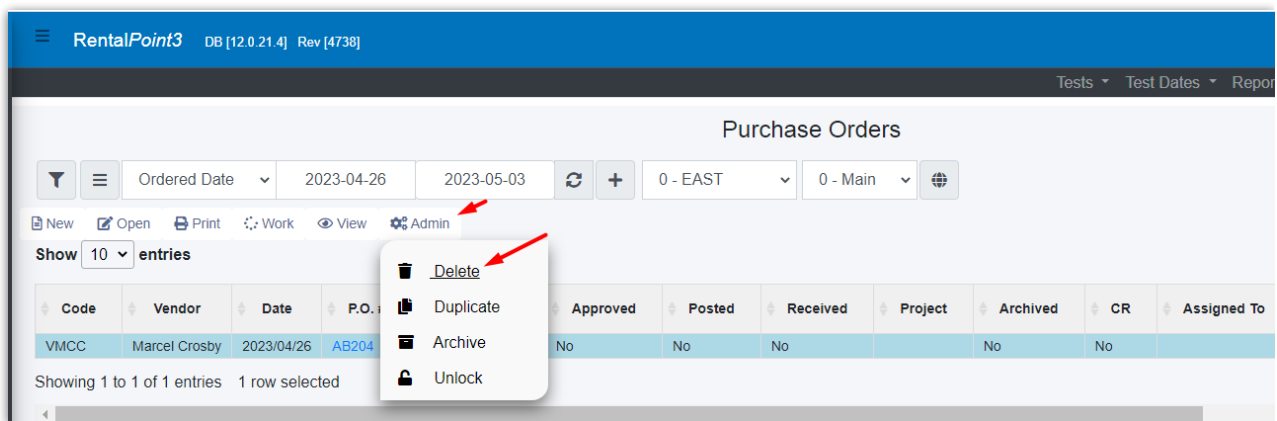 RentalPoint3 DB [12.0.21.4] Rev [4738]
Tests Test Dates Repor
Purchase Orders
Ordered Date 2023-04-26 2023-05-03 0 - EAST 0 - Main
New Open Print Work View Admin
Show 10 entries
Delete
Duplicate
Archive
Unlock
Code Vendor Date P.O. Approved Posted Received Project Archived CR Assigned To
VMCC Marcel Crosby 2023/04/26 AB204 No No No No No
Showing 1 to 1 of 1 entries 1 row selected